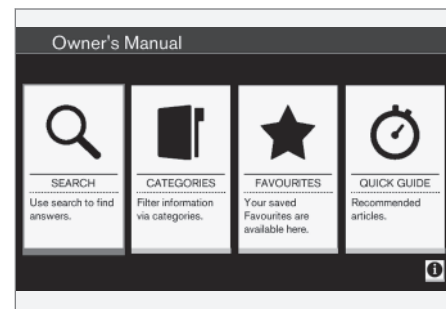 Owner's Manual
SEARCH
Use search to find
answers.
CATEGORIES
Filter information
via categories.
FAVOURITES
Your saved
Favourites are
available here.
QUICK GUIDE
Recommended
articles.
i